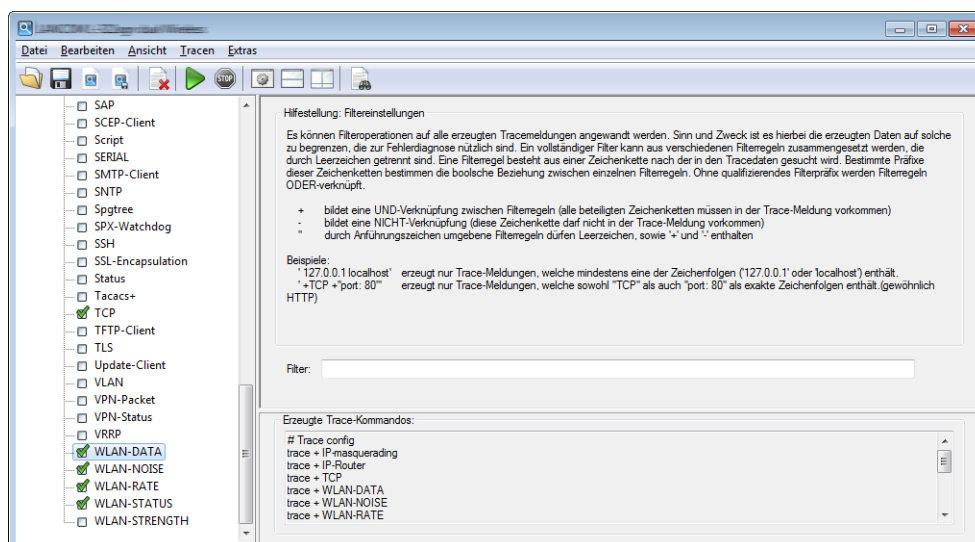 Datei Bearbeiten Ansicht Tracen Extras
STOP
SAP
SCEP-Client
Script
SERIAL
SMTP-Client
SNTP
Spgtree
SPX-Watchdog
SSH
SSL-Encapsulation
Status
Tacacs+
TCP
TFTP-Client
TLS
Update-Client
VLAN
VPN-Packet
VPN-Status
VRRP
WLAN-DATA
WLAN-NOISE
WLAN-RATE
WLAN-STATUS
WLAN-STRENGTH
Hilfestellung: Filtereinstellungen
Es können Filteroperationen auf alle erzeugten Tracemeldungen angewandt werden. Sinn und Zweck ist es hierbei die erzeugten Daten auf solche
zu begrenzen, die zur Fehlerdiagnose nützlich sind. Ein vollständiger Filter kann aus verschiedenen Filterregeln zusammengesetzt werden, die
durch Leerzeichen getrennt sind. Eine Filterregel besteht aus einer Zeichenkette nach der in den Tracedaten gesucht wird. Bestimmte Präfixe
dieser Zeichenketten bestimmen die boolsche Beziehung zwischen einzelnen Filterregeln. Ohne qualifizierendes Filterpräfix werden Filterregeln
ODER-verknüpft.
+ bildet eine UND-Verknüpfung zwischen Filterregeln (alle beteiligten Zeichenketten müssen in der Trace-Meldung vorkommen)
- bildet eine NICHT-Verknüpfung (diese Zeichenkette darf nicht in der Trace-Meldung vorkommen)
" durch Anführungszeichen umgebene Filterregeln dürfen Leerzeichen, sowie '+' und '-' enthalten
Beispiele:
' 127.0.0.1 localhost' erzeugt nur Trace-Meldungen, welche mindestens eine der Zeichenfolgen ('127.0.0.1' oder 'localhost') enthält.
' +TCP +"port: 80"' erzeugt nur Trace-Meldungen, welche sowohl "TCP" als auch "port: 80" als exakte Zeichenfolgen enthält.(gewöhnlich
HTTP)
Filter:
Erzeugte Trace-Kommandos:
# Trace config
trace + IP-masquerading
trace + IP-Router
trace + TCP
trace + WLAN-DATA
trace + WLAN-NOISE
trace + WLAN-RATE